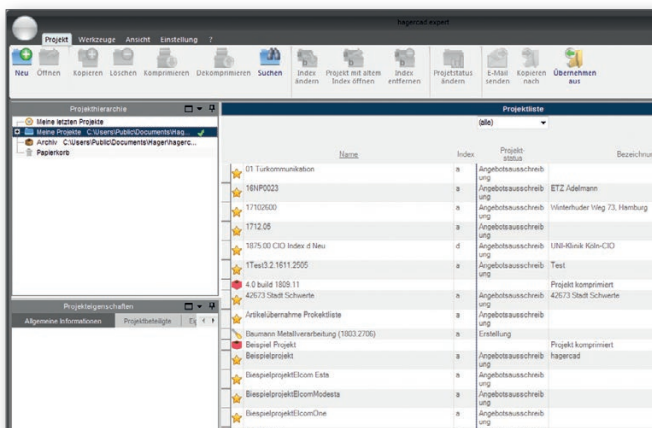 hagercad.expert
Projekt Werkzeuge Ansicht Einstellung ?
Neu Öffnen Kopieren Löschen Komprimieren Dekomprimieren Suchen Index ändern Projekt mit altem Index öffnen Index entfernen Projetstatus ändern E-Mail senden Kopieren nach Übernehmen aus
Projekthierarchie
Meine letzten Projekte
Meine Projekte C:\Users\Public\Documents\Hag...
Archiv C:\Users\Public\Documents\Hager\hagerc...
Papierkorb
Projekteigenschaften
Allgemeine Informationen Projektbeteiligte
Projektliste
(alle)
Name Index Projekt-status Bezeichnu
01 Türkommunikation a Angebotsausschreib
ung
16NP0023 a Angebotsausschreib ETZ Adelmann
ung
17102600 a Angebotsausschreib Winterhuder Weg 73, Hamburg
ung
1712.05 a Angebotsausschreib
ung
1875.00 CIO Index d Neu d Angebotsausschreib UNI-Klinik Köln-CIO
ung
1Test3.2.1611.2505 a Angebotsausschreib Test
ung
4.0 build 1809.11 Projekt komprimiert
42673 Stadt Schwerte a Angebotsausschreib 42673 Stadt Schwerte
ung
Artikelübernahme Prokektliste a Angebotsausschreib
ung
Baumann Metallverarbeitung (1803.2706) a Erstellung
Beispiel Projekt Projekt komprimiert
Beispielprojekt a Angebotsausschreib hagercad
ung
BiespielprojektElcom Esta a Angebotsausschreib
ung
BiespielprojektElcomModesta a Angebotsausschreib
ung
BiespielprojektElcomOne a Angebotsausschreib
ung